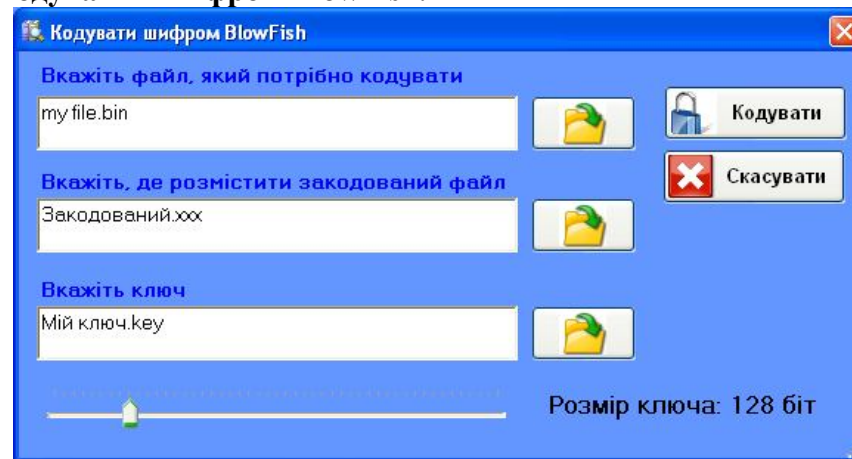 Кодувати шифром BlowFish
Вкажіть файл, який потрібно кодувати
my file.bin
Кодувати
Скасувати
Вкажіть, де розмістити закодований файл
Закодований.xxx
Вкажіть ключ
Мій ключ.key
Розмір ключа: 128 біт